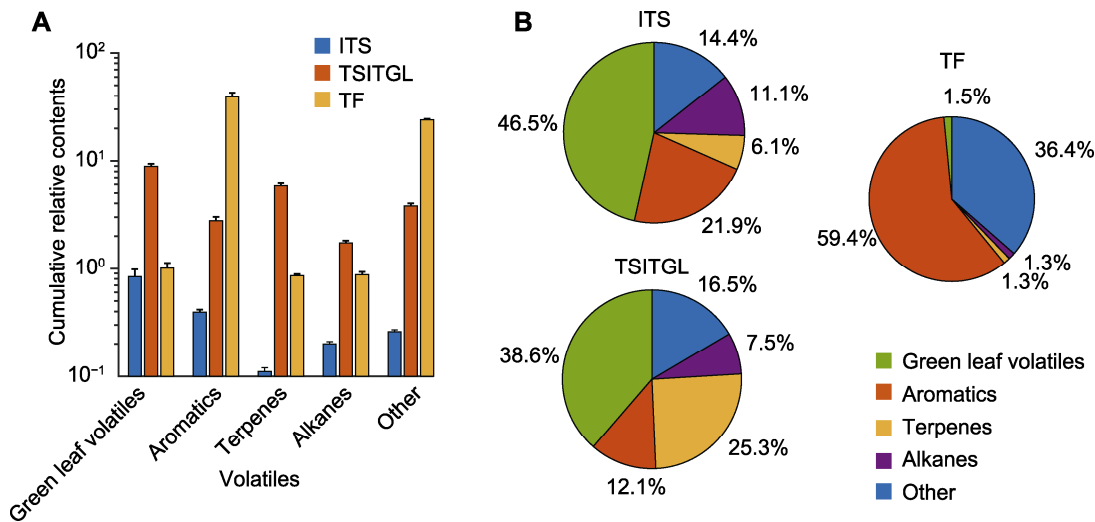 A
ITS
TSITGL
TF
10²
10¹
10⁰
10⁻¹
Cumulative relative contents
Green leaf volatiles
Aromatics
Terpenes
Alkanes
Other
Volatiles
B
ITS
14.4%
11.1%
6.1%
21.9%
46.5%
TF
1.5%
36.4%
1.3%
1.3%
59.4%
TSITGL
16.5%
7.5%
25.3%
12.1%
38.6%
Green leaf volatiles
Aromatics
Terpenes
Alkanes
Other